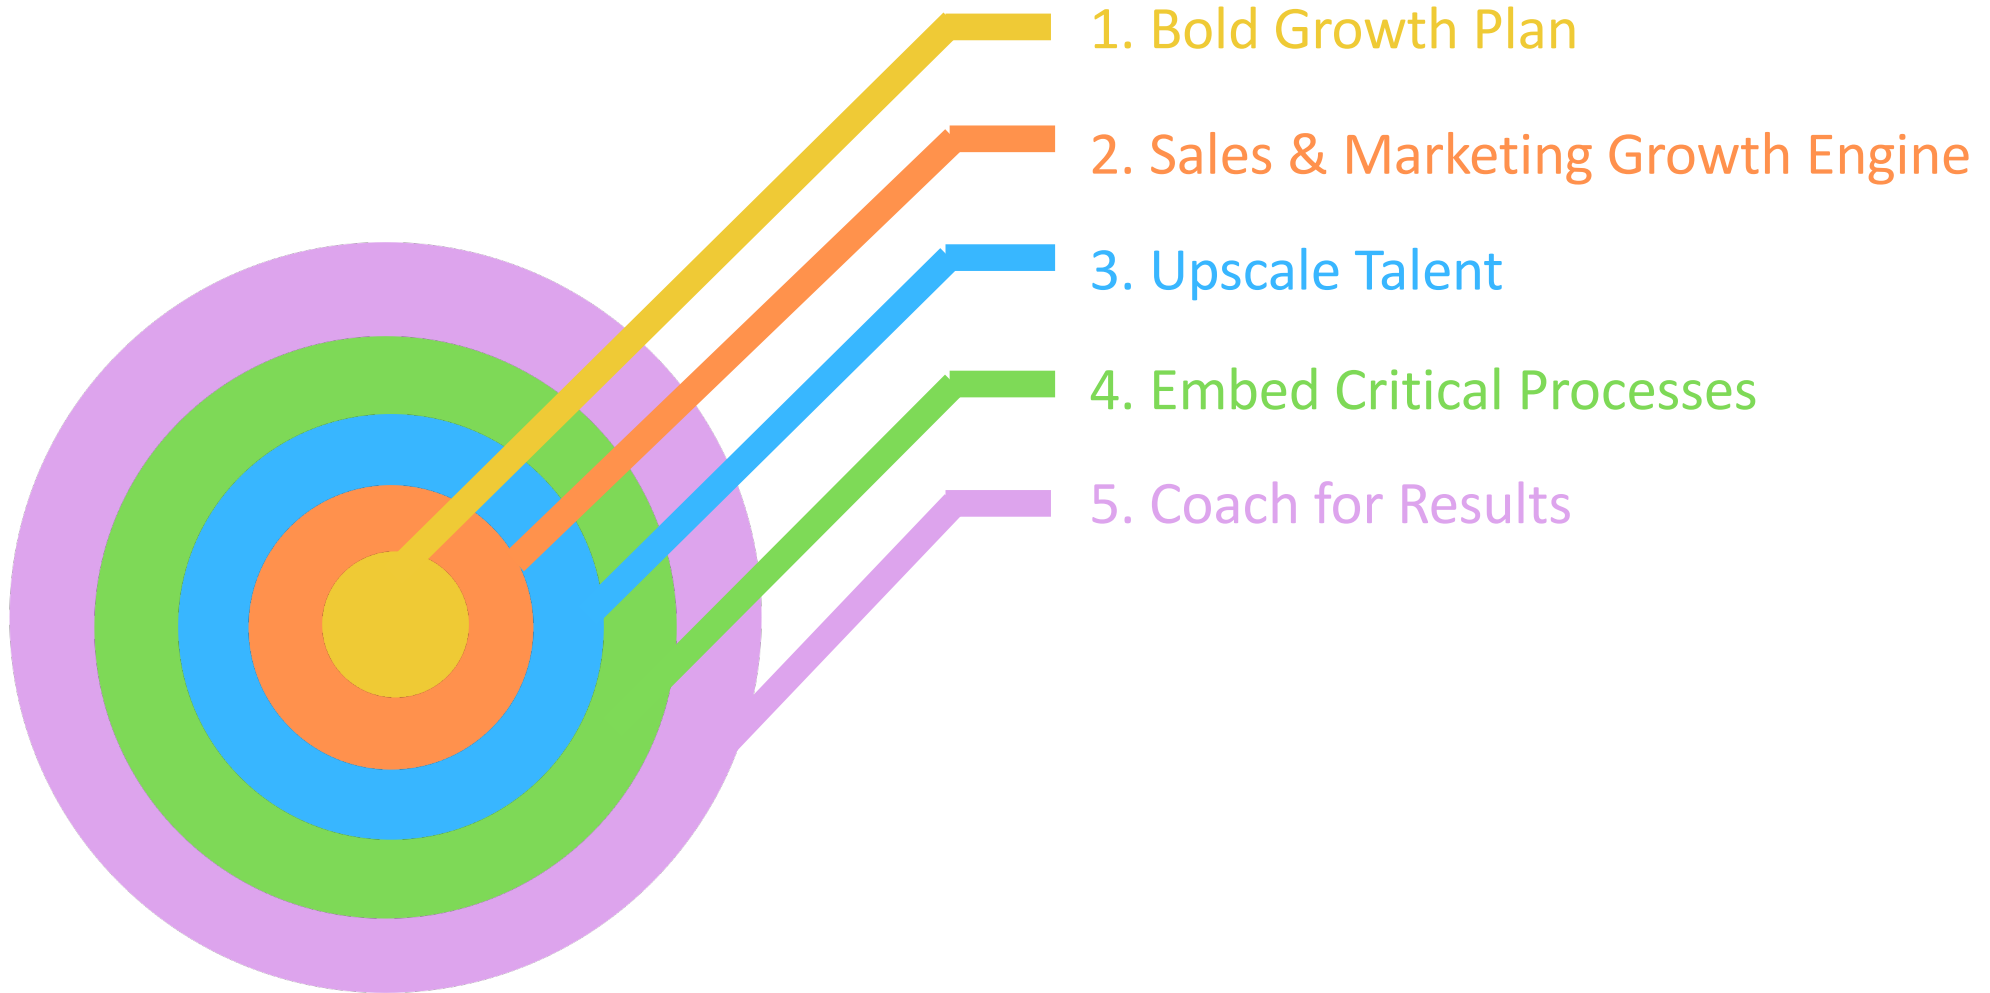 1. Bold Growth Plan
2. Sales & Marketing Growth Engine
3. Upscale Talent
4. Embed Critical Processes
5. Coach for Results